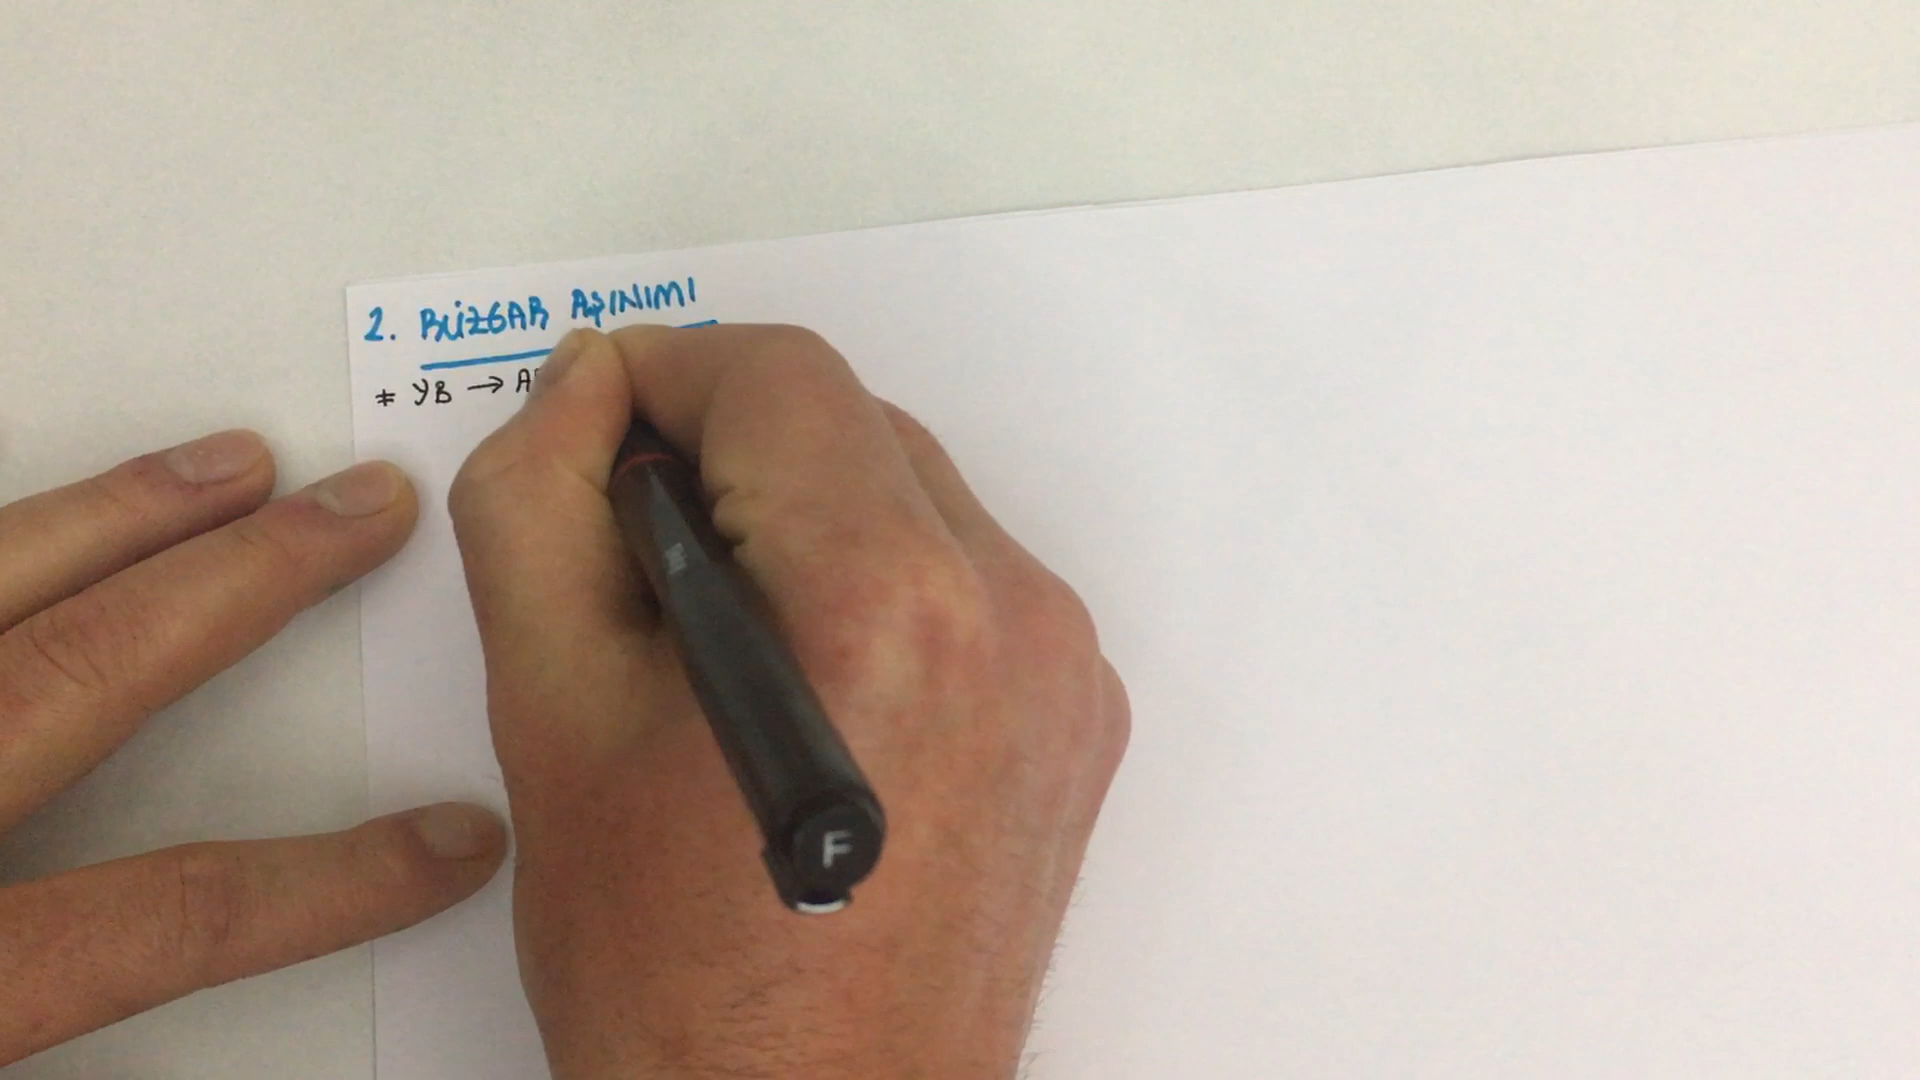 2. RÜZGAR AŞINIMI
* YB →
F